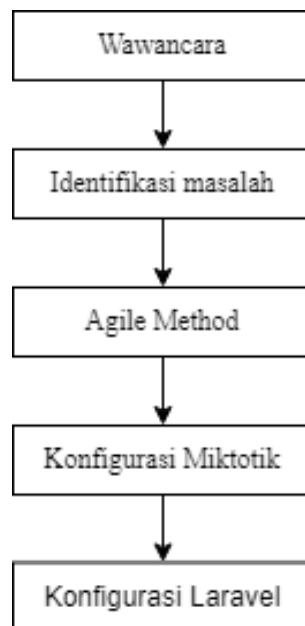 Wawancara
Identifikasi masalah
Agile Method
Konfigurasi Miktotik
Konfigurasi Laravel